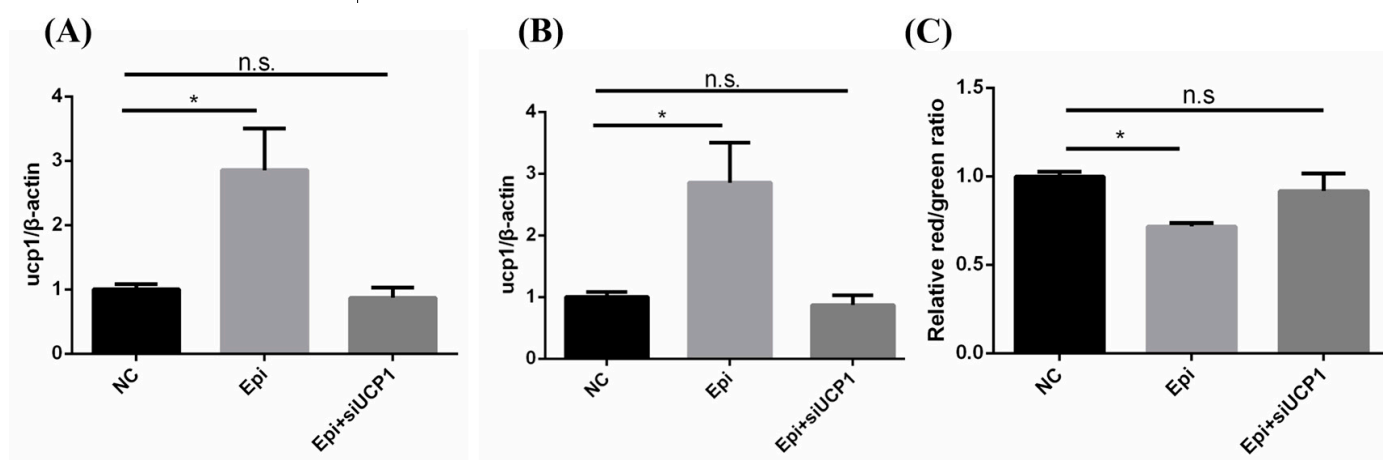 (A)
n.s.
*
4
3
2
1
0
ucp1/β-actin
NC
Epi
Epi+siUCP1
(B)
n.s.
*
4
3
2
1
0
ucp1/β-actin
NC
Epi
Epi+siUCP1
(C)
n.s
*
1.5
1.0
0.5
0.0
Relative red/green ratio
NC
Epi
Epi+siUCP1